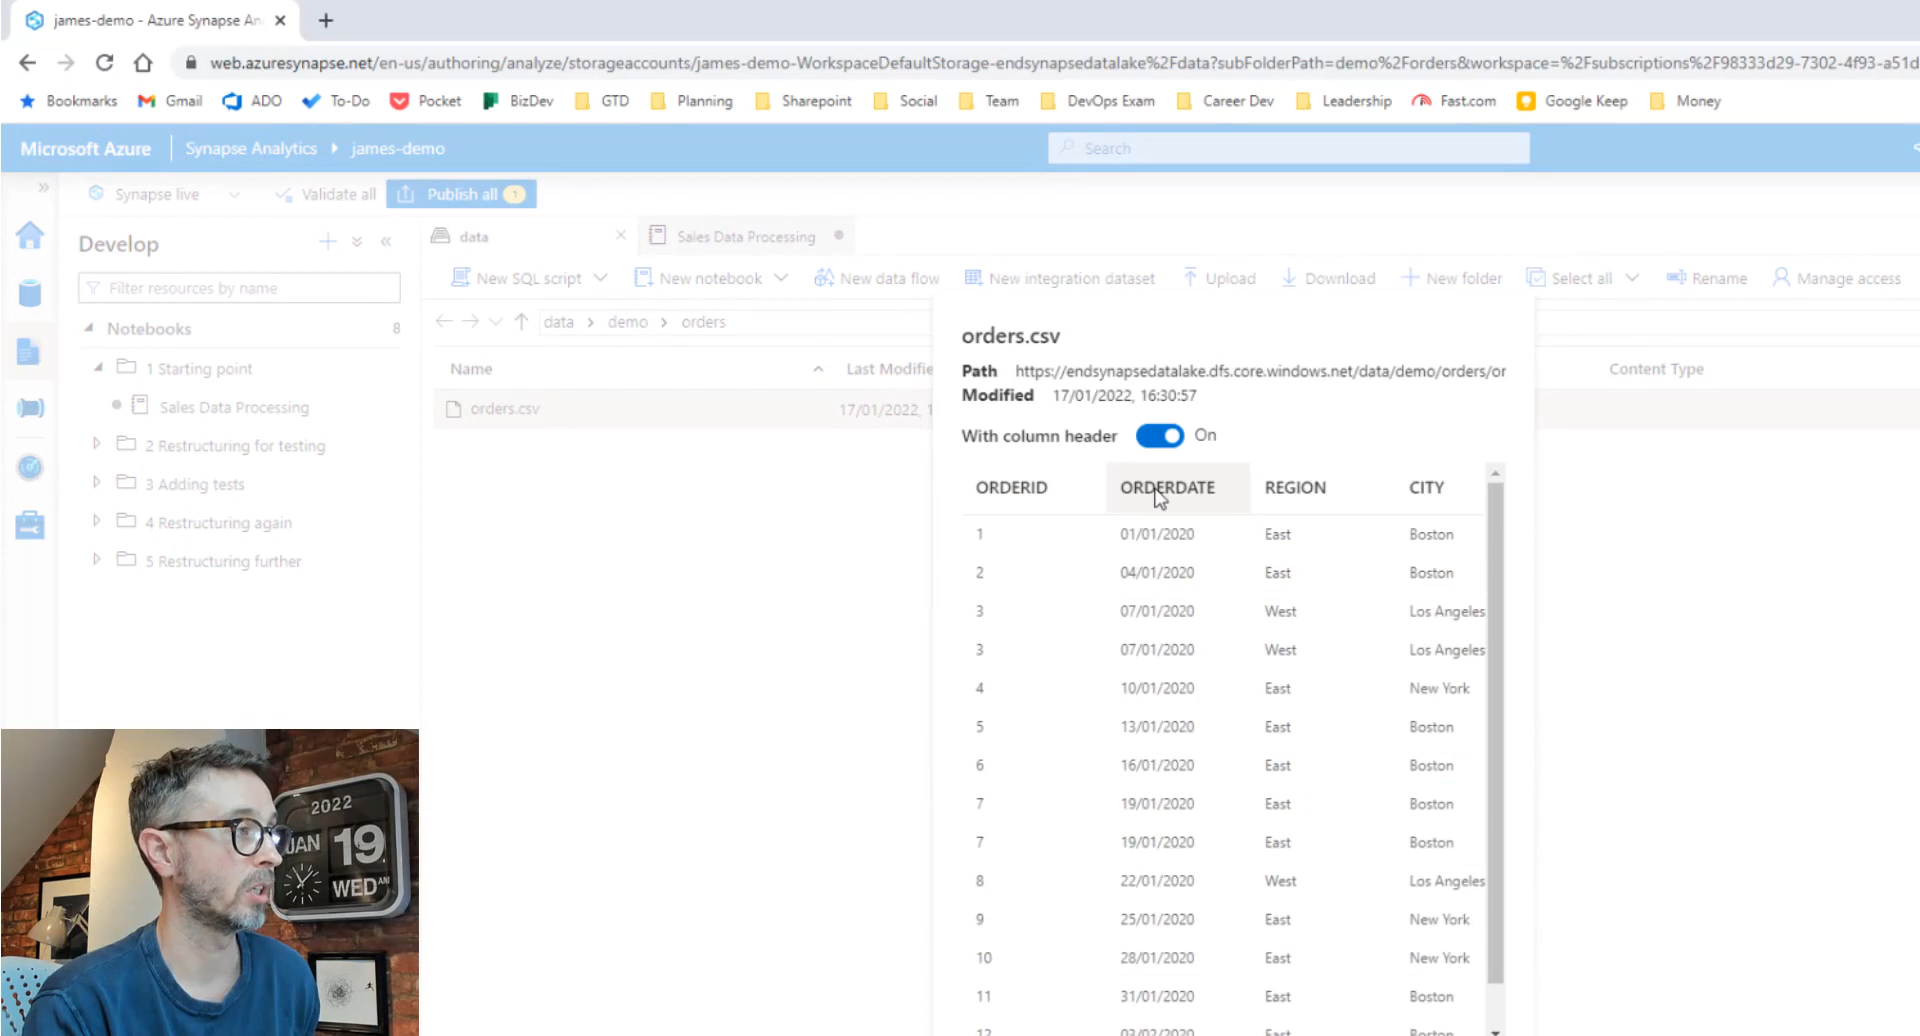 james-demo - Azure Synapse An
web.azuresynapse.net/en-us/authoring/analyze/storageaccounts/james-demo-WorkspaceDefaultStorage-endsynapsedatalake%2Fdata?subFolderPath=demo%2Forders&workspace=%2Fsubscriptions%2F98333d29-7302-4f93-a51d
Bookmarks Gmail ADO To-Do Pocket BizDev GTD Planning Sharepoint Social Team DevOps Exam Career Dev Leadership Fast.com Google Keep Money
Microsoft Azure Synapse Analytics james-demo Search
Synapse live Validate all Publish all 1
Develop
data Sales Data Processing
New SQL script New notebook New data flow New integration dataset Upload Download New folder Select all Rename Manage access
Filter resources by name
data demo orders
Notebooks 8
1 Starting point
Sales Data Processing
2 Restructuring for testing
3 Adding tests
4 Restructuring again
5 Restructuring further
Name Last Modifie Content Type
orders.csv 17/01/2022, 1
orders.csv
Path https://endsynapsedatalake.dfs.core.windows.net/data/demo/orders/or
Modified 17/01/2022, 16:30:57
With column header On
ORDERID ORDERDATE REGION CITY
1 01/01/2020 East Boston
2 04/01/2020 East Boston
3 07/01/2020 West Los Angeles
3 07/01/2020 West Los Angeles
4 10/01/2020 East New York
5 13/01/2020 East Boston
6 16/01/2020 East Boston
7 19/01/2020 East Boston
7 19/01/2020 East Boston
8 22/01/2020 West Los Angeles
9 25/01/2020 East New York
10 28/01/2020 East New York
11 31/01/2020 East Boston
12 03/02/2020 East Boston
2022
JAN 19
WED AM